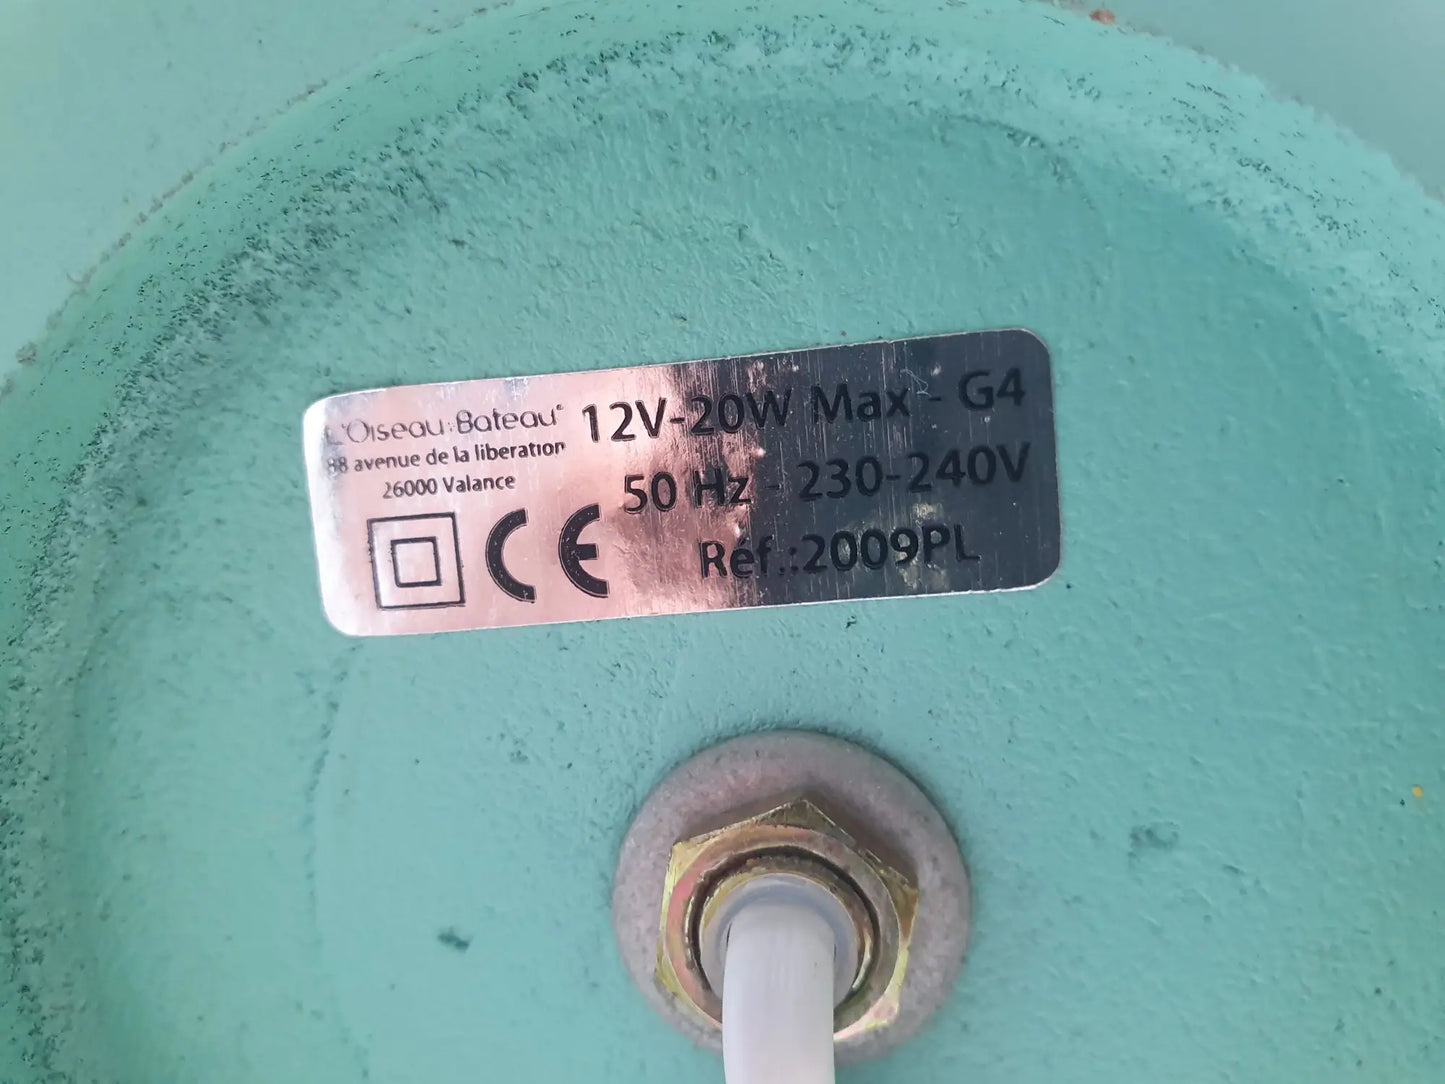 L'Oiseau Bateau
88 avenue de la liberation
26000 Valance
CE
12V-20W Max - G4
50 Hz - 230-240V
Réf.:2009PL